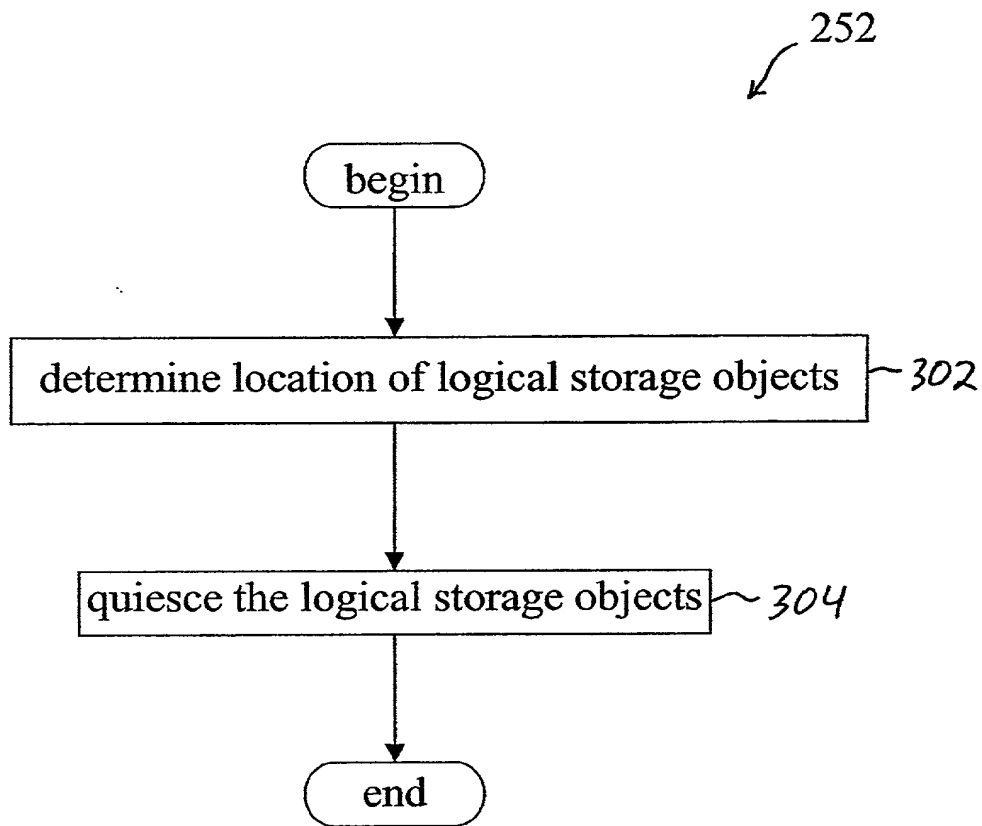 252
begin
determine location of logical storage objects 302
quiesce the logical storage objects 304
end